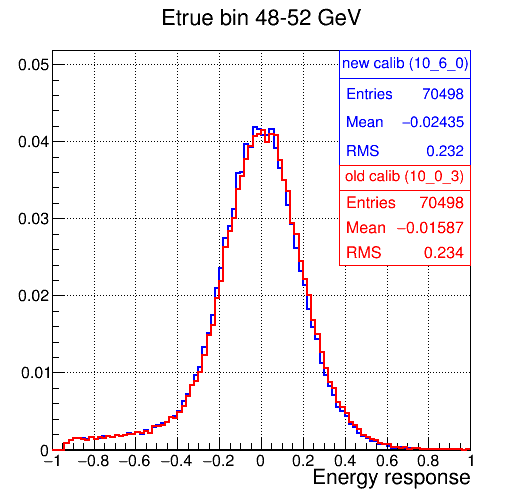 Etrue bin 48-52 GeV
new calib (10_6_0)
Entries 70498
Mean −0.02435
RMS 0.232
old calib (10_0_3)
Entries 70498
Mean −0.01587
RMS 0.234
0.05
0.04
0.03
0.02
0.01
0
−1 −0.8 −0.6 −0.4 −0.2 0 0.2 0.4 0.6 0.8 1
Energy response